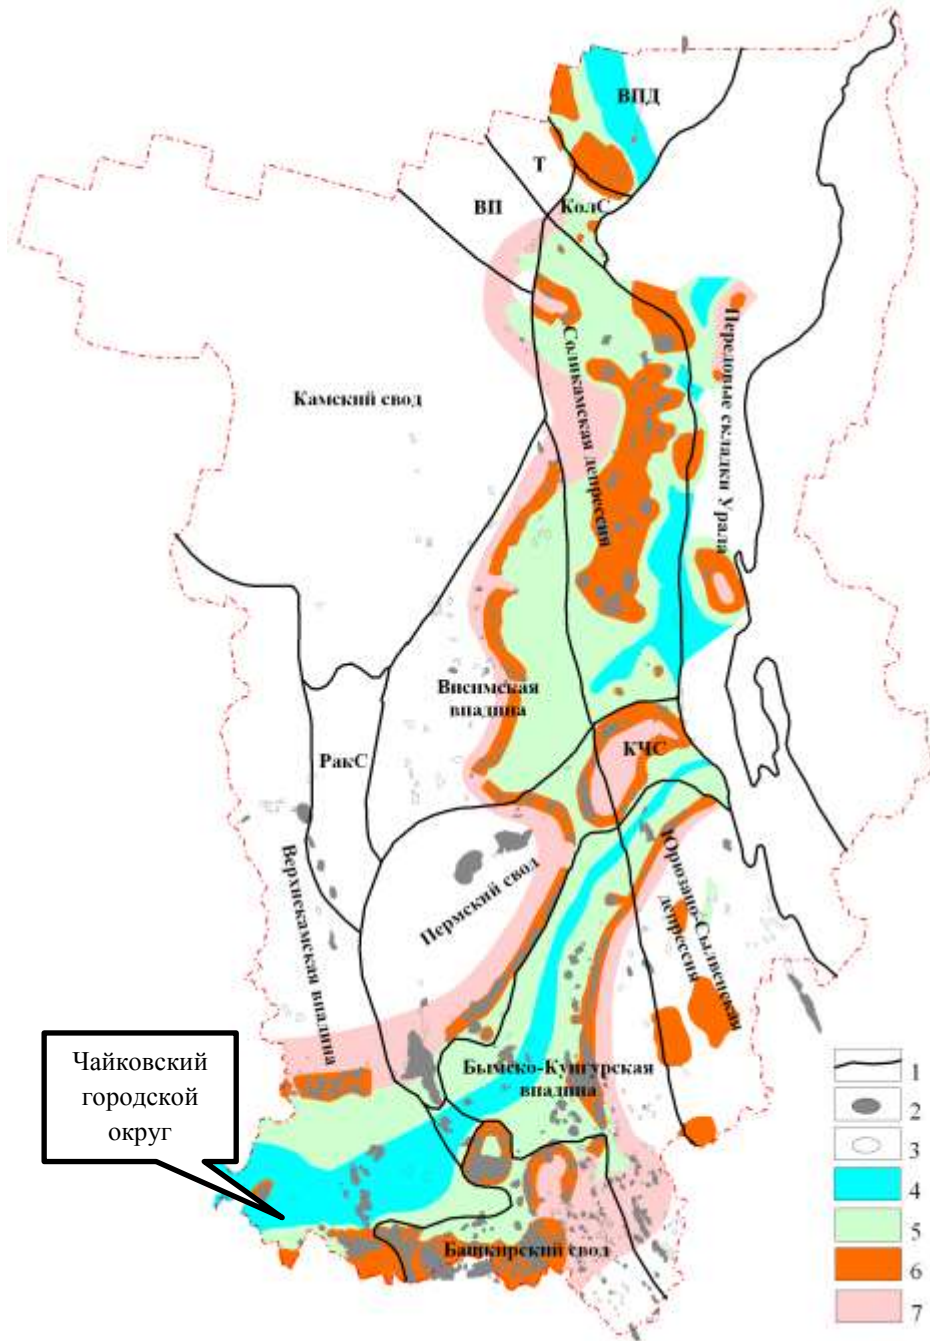 ВПД
Т
ВП
КолС
Камский свод
Соликамская депрессия
Передовые складки Урала
Висимская
впадина
КЧС
РакС
Верхнекамская впадина
Пермский свод
Юрюзано-Сылвенская
депрессия
Чайковский
городской
округ
Бымско-Кунгурская
впадина
Башкирский свод
1
2
3
4
5
6
7